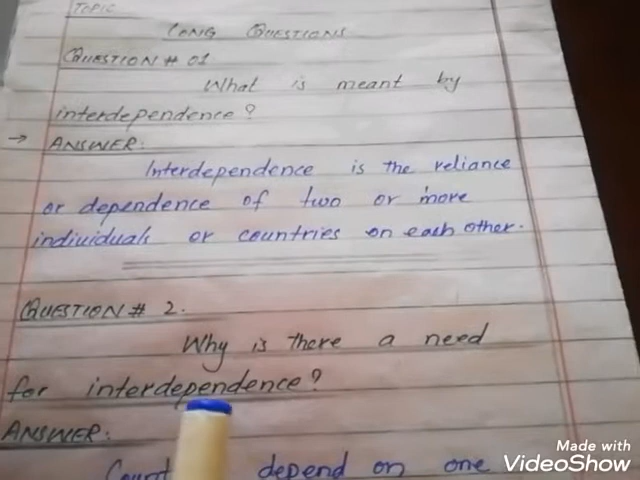 TOPIC
LONG QUESTIONS
QUESTION # 01
What is meant by
interdependence?
→ ANSWER:
Interdependence is the reliance
or dependence of two or more
individuals or countries on each other.
QUESTION # 2.
Why is there a need
for interdependence?
ANSWER:
depend on one
Made with
VideoShow